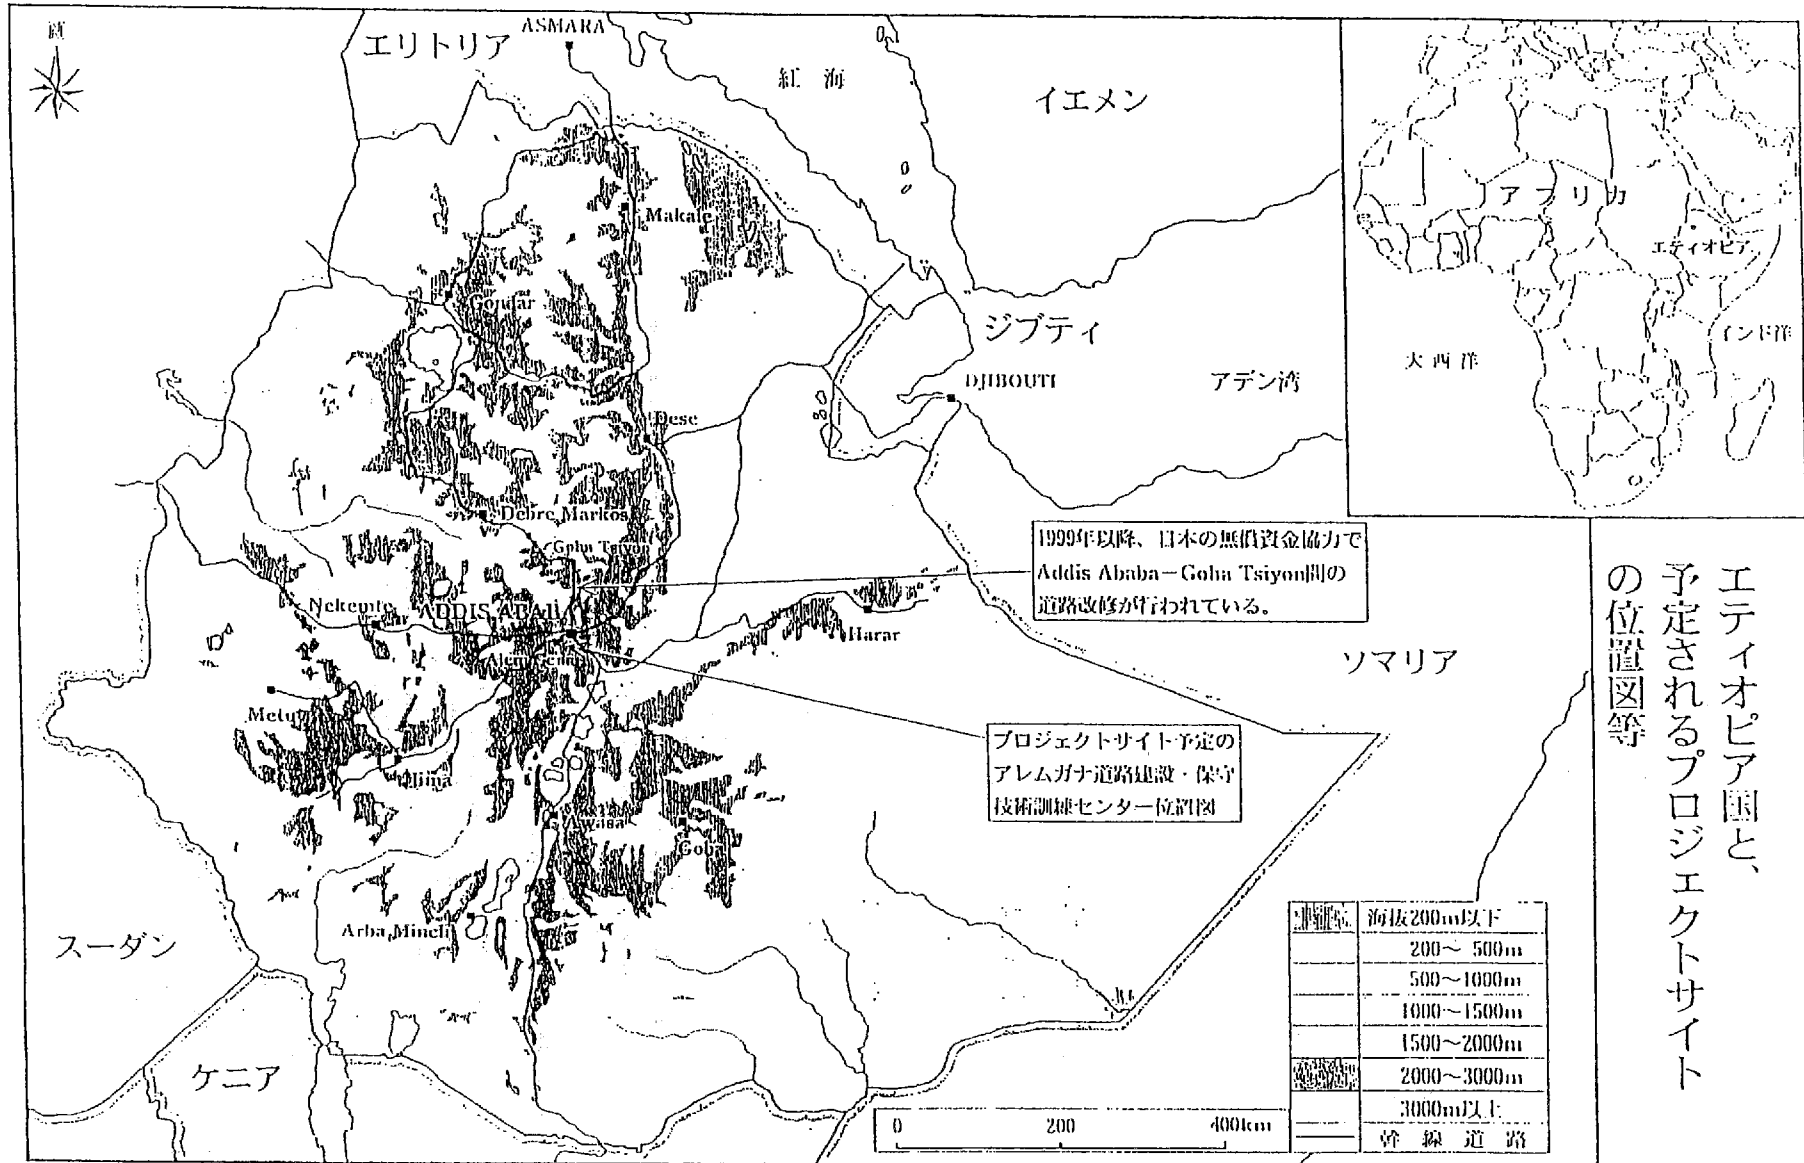 エティオピア国と、
予定されるプロジェクトサイト
の位置図等
エリトリア
ASMARA
紅 海
イエメン
Makale
Gondar
ジブティ
DJIBOUTI
アデン湾
Dese
Debre Markos
Goha Tsiyon
Nekemte
ADDIS ABABA
Harar
Metu
Jima
Awasa
Goba
Arba Minch
ソマリア
スーダン
ケニア
1999年以降、日本の無償資金協力で
Addis Ababa－Goha Tsiyon間の
道路改修が行われている。
プロジェクトサイト予定の
アレムガナ道路建設・保守
技術訓練センター位置図
アフリカ
エティオピア
大 西 洋
インド洋
海抜200m以下
200～ 500m
500～1000m
1000～1500m
1500～2000m
2000～3000m
3000m以上
幹 線 道 路
0 200 400km